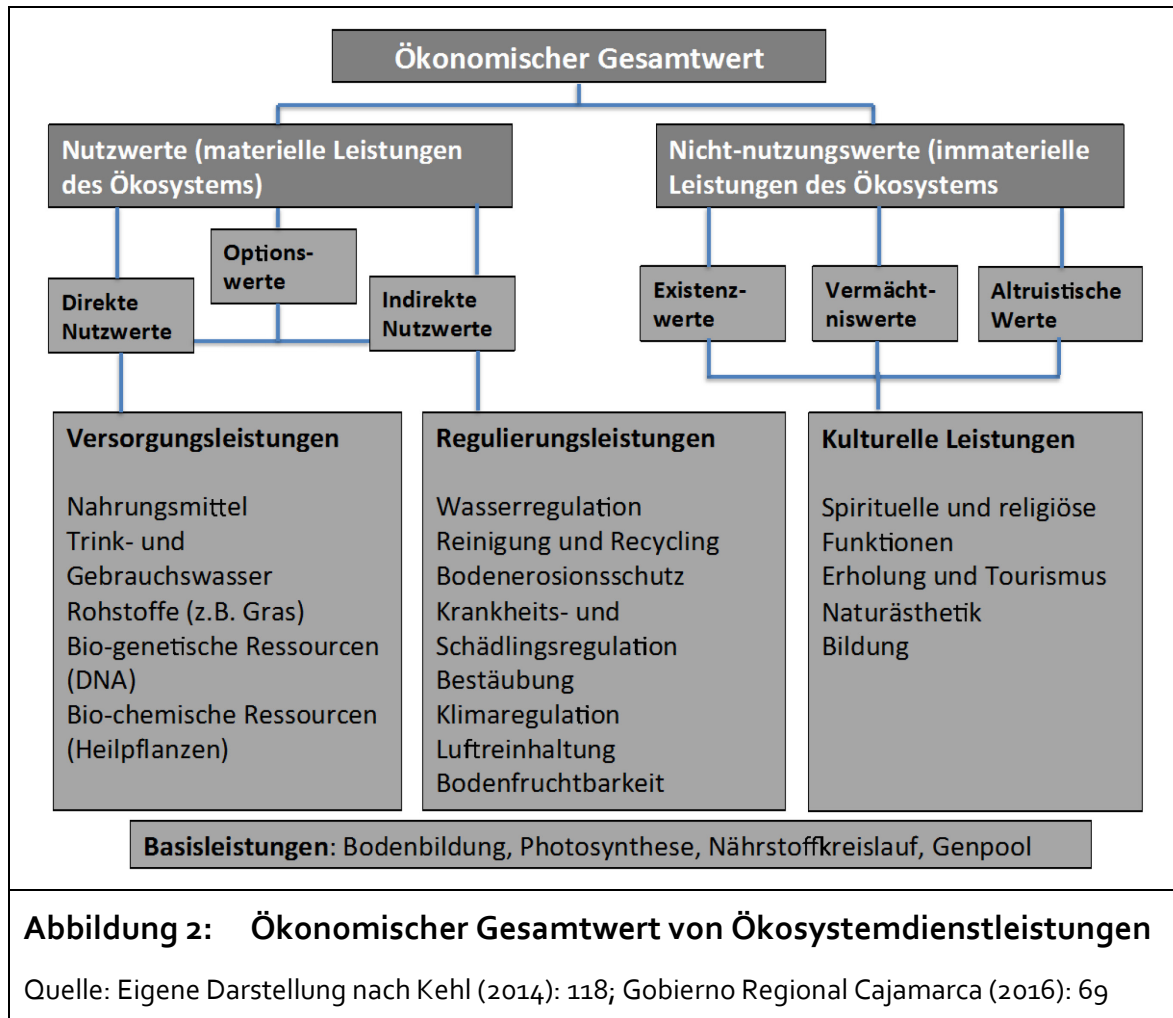 Ökonomischer Gesamtwert
Nutzwerte (materielle Leistungen
des Ökosystems)
Nicht-nutzungswerte (immaterielle
Leistungen des Ökosystems
Direkte
Nutzwerte
Options-
werte
Indirekte
Nutzwerte
Existenz-
werte
Vermächt-
niswerte
Altruistische
Werte
Versorgungsleistungen
Nahrungsmittel
Trink- und
Gebrauchswasser
Rohstoffe (z.B. Gras)
Bio-genetische Ressourcen
(DNA)
Bio-chemische Ressourcen
(Heilpflanzen)
Regulierungsleistungen
Wasserregulation
Reinigung und Recycling
Bodenerosionsschutz
Krankheits- und
Schädlingsregulation
Bestäubung
Klimaregulation
Luftreinhaltung
Bodenfruchtbarkeit
Kulturelle Leistungen
Spirituelle und religiöse
Funktionen
Erholung und Tourismus
Naturästhetik
Bildung
Basisleistungen: Bodenbildung, Photosynthese, Nährstoffkreislauf, Genpool
Abbildung 2: Ökonomischer Gesamtwert von Ökosystemdienstleistungen
Quelle: Eigene Darstellung nach Kehl (2014): 118; Gobierno Regional Cajamarca (2016): 69